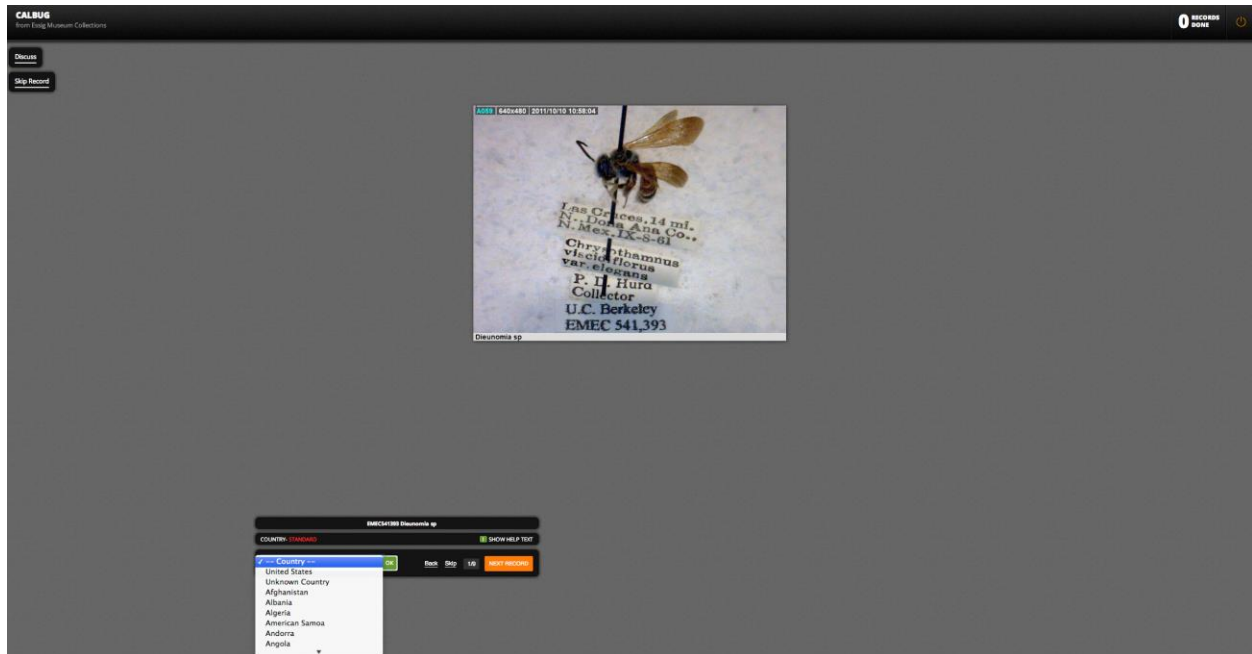 CALBUG
from Essig Museum Collections
0 RECORDS DONE
Discuss
Skip Record
A059 640x480 2011/10/10 10:58:04
Las Cruces, 14 mi.
N., Dona Ana Co.,
N. Mex. IX-8-61
Chrysothamnus
viscidiflorus
var. elegans
P. D. Hurd
Collector
U.C. Berkeley
EMEC 541,393
Dieunomia sp
EMEC541393 Dieunomia sp
COUNTRY- STANDARD
SHOW HELP TEXT
✓ -- Country --
OK
Back
Skip
1/9
NEXT RECORD
United States
Unknown Country
Afghanistan
Albania
Algeria
American Samoa
Andorra
Angola